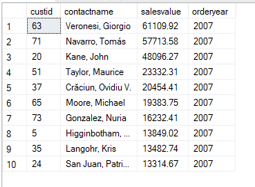 custid contactname salesvalue orderyear
1 63 Veronesi, Giorgio 61109.92 2007
2 71 Navarro, Tomás 57713.58 2007
3 20 Kane, John 48096.27 2007
4 51 Taylor, Maurice 23332.31 2007
5 37 Crăciun, Ovidiu V. 20454.41 2007
6 65 Moore, Michael 19383.75 2007
7 73 Gonzalez, Nuria 16232.41 2007
8 5 Higginbotham, ... 13849.02 2007
9 35 Langohr, Kris 13482.74 2007
10 24 San Juan, Patri... 13314.67 2007